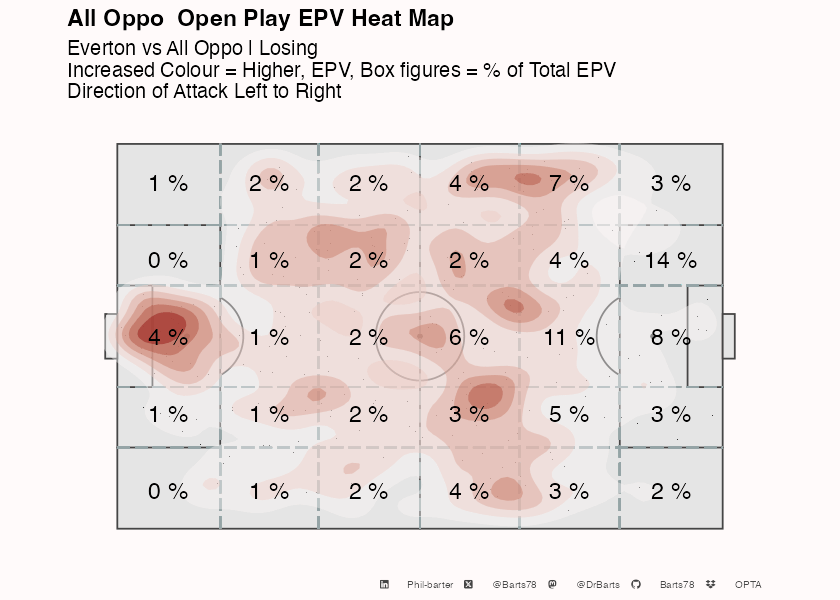 All Oppo  Open Play EPV Heat Map
Everton vs All Oppo | Losing
Increased Colour = Higher, EPV, Box figures = % of Total EPV
Direction of Attack Left to Right
1 % 2 % 2 % 4 % 7 % 3 %
0 % 1 % 2 % 2 % 4 % 14 %
4 % 1 % 2 % 6 % 11 % 8 %
1 % 1 % 2 % 3 % 5 % 3 %
0 % 1 % 2 % 4 % 3 % 2 %
Phil-barter @Barts78 @DrBarts Barts78 OPTA